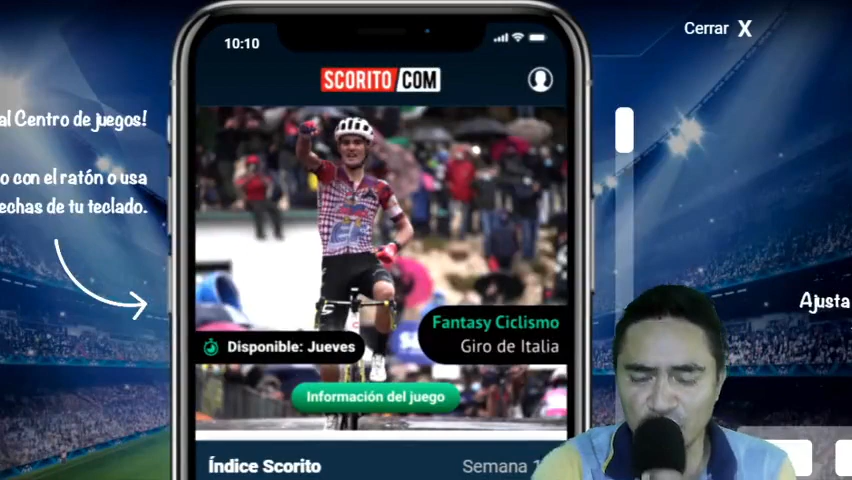 10:10
Cerrar X
SCORITO/COM
al Centro de juegos!
o con el ratón o usa
echas de tu teclado.
Ajusta
Fantasy Ciclismo
Giro de Italia
Disponible: Jueves
Información del juego
Índice Scorito
Semana